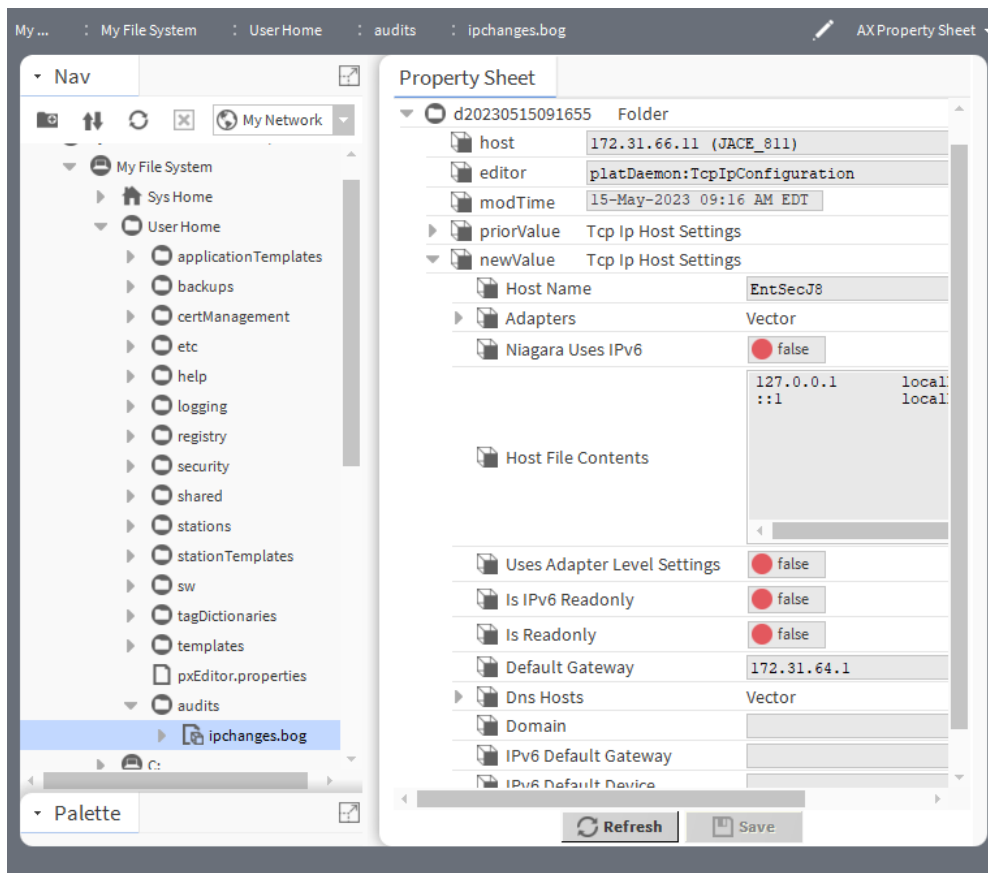 My ... : My File System : User Home : audits : ipchanges.bog AX Property Sheet
Nav
My Network
My File System
Sys Home
User Home
applicationTemplates
backups
certManagement
etc
help
logging
registry
security
shared
stations
stationTemplates
sw
tagDictionaries
templates
pxEditor.properties
audits
ipchanges.bog
C:
Palette
Property Sheet
d20230515091655 Folder
host 172.31.66.11 (JACE_811)
editor platDaemon:TcpIpConfiguration
modTime 15-May-2023 09:16 AM EDT
priorValue Tcp Ip Host Settings
newValue Tcp Ip Host Settings
Host Name EntSecJ8
Adapters Vector
Niagara Uses IPv6 false
127.0.0.1 local
::1 local
Host File Contents
Uses Adapter Level Settings false
Is IPv6 Readonly false
Is Readonly false
Default Gateway 172.31.64.1
Dns Hosts Vector
Domain
IPv6 Default Gateway
IPv6 Default Device
Refresh Save